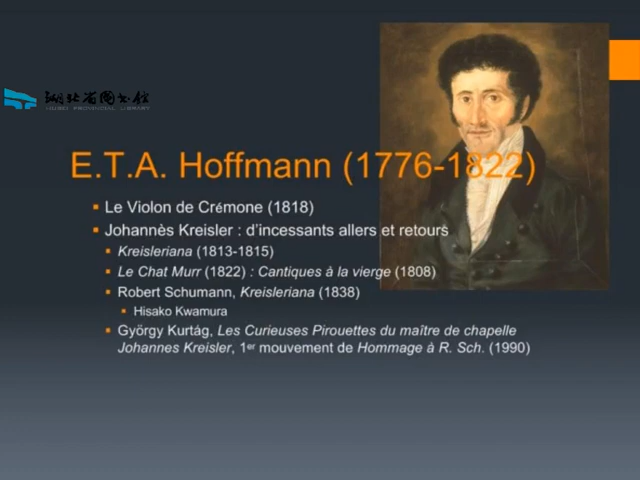 湖北省图书馆
HUBEI PROVINCIAL LIBRARY
E.T.A. Hoffmann (1776-1822)
Le Violon de Crémone (1818)
Johannès Kreisler : d’incessants allers et retours
Kreisleriana (1813-1815)
Le Chat Murr (1822) : Cantiques à la vierge (1808)
Robert Schumann, Kreisleriana (1838)
Hisako Kwamura
György Kurtág, Les Curieuses Pirouettes du maître de chapelle
Johannes Kreisler, 1er mouvement de Hommage à R. Sch. (1990)